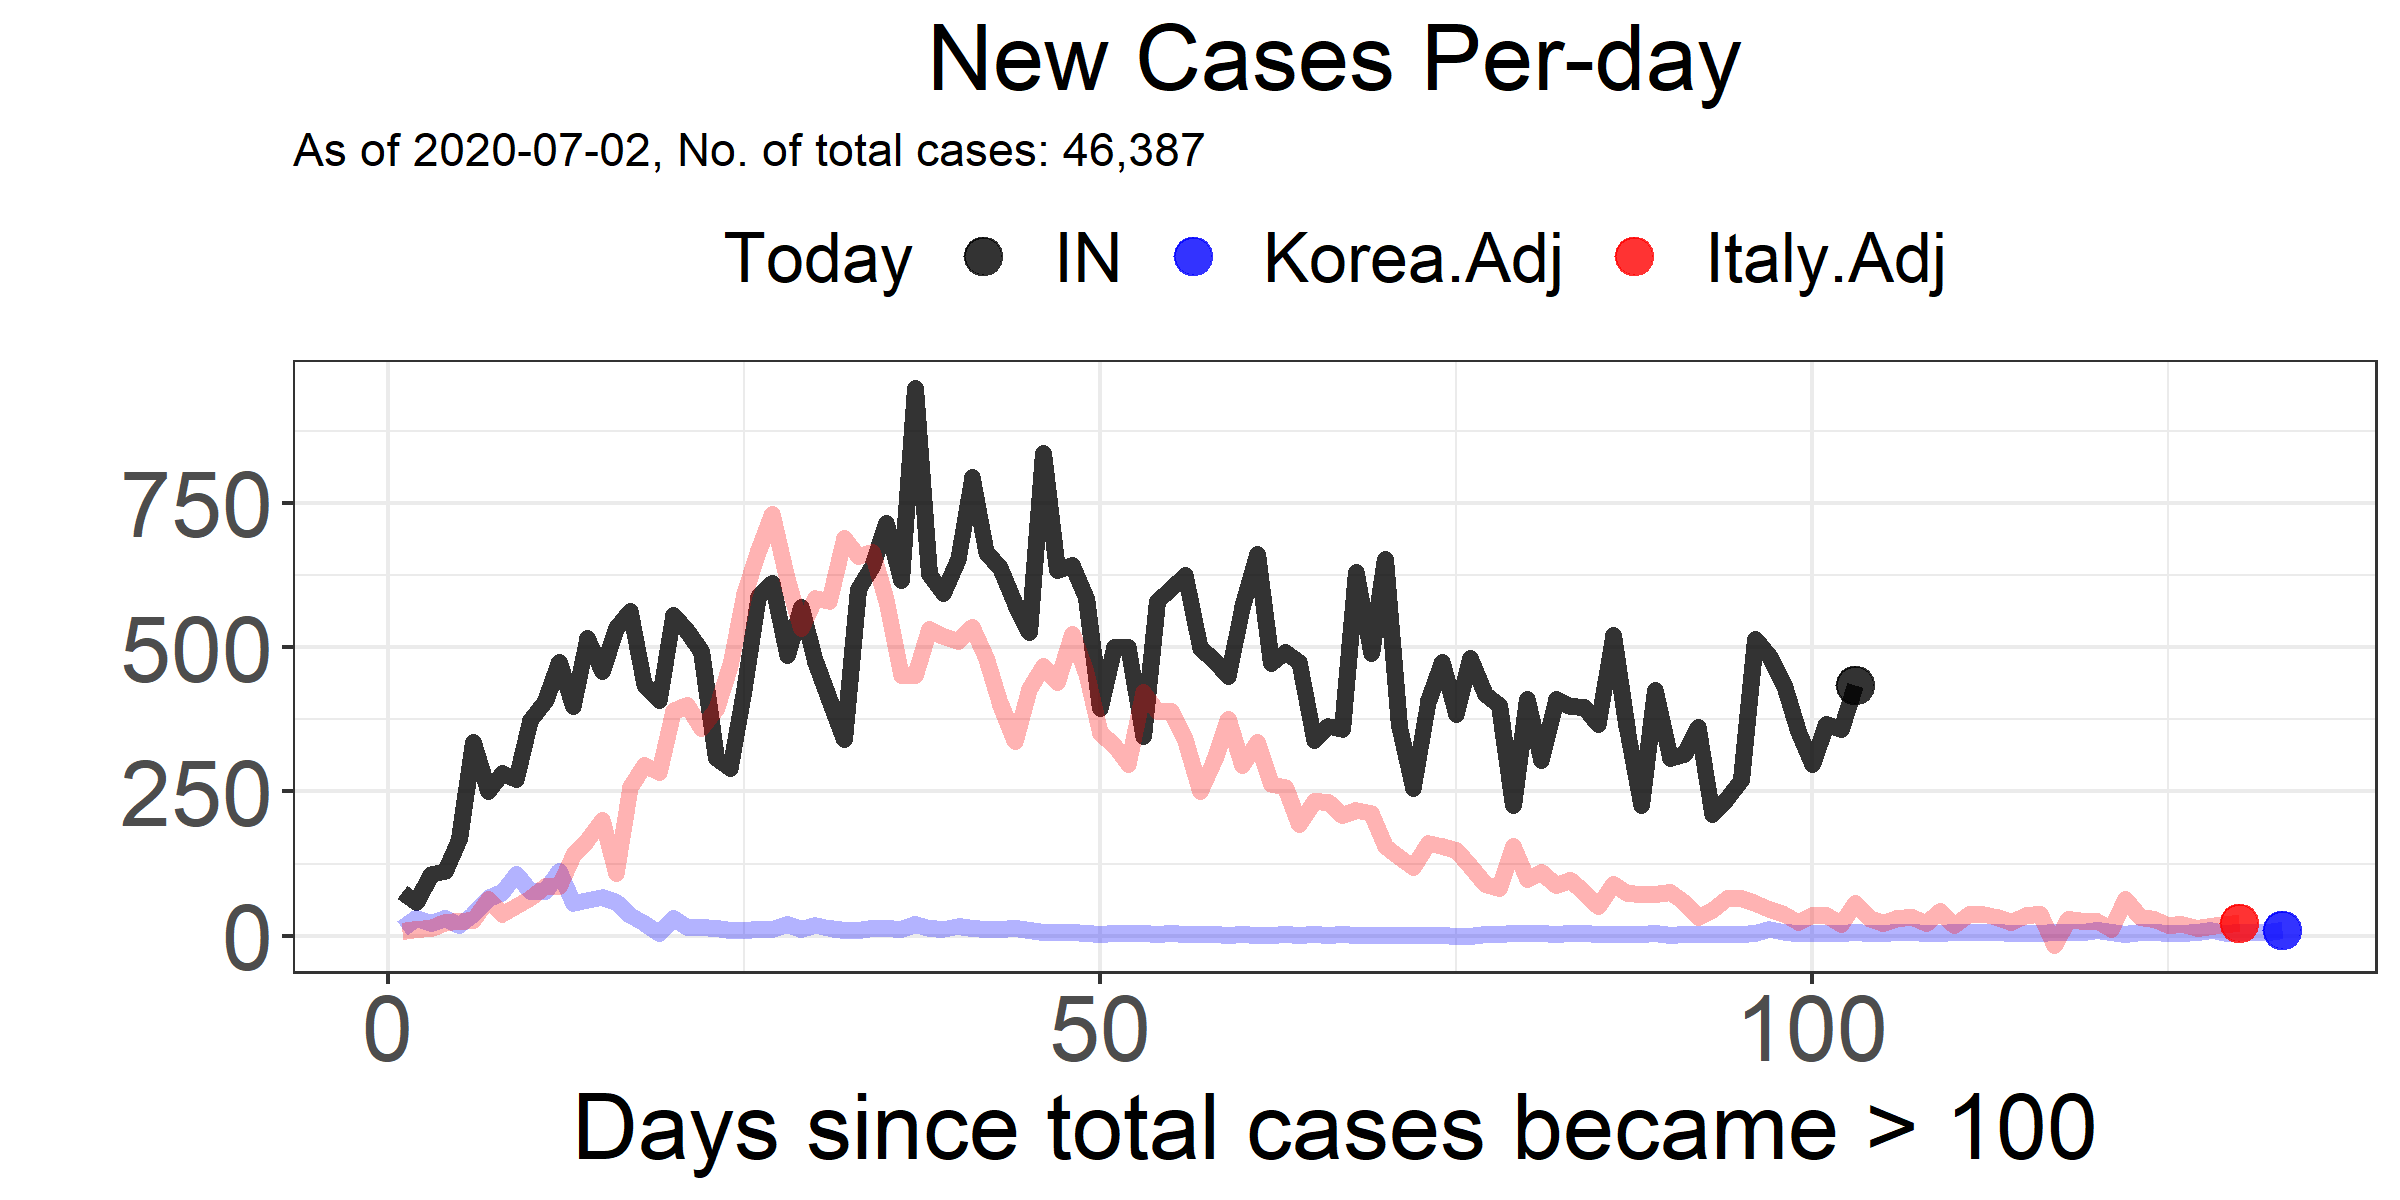 New Cases Per-day
As of 2020-07-02, No. of total cases: 46,387
Today IN Korea.Adj Italy.Adj
750
500
250
0
0 50 100
Days since total cases became > 100